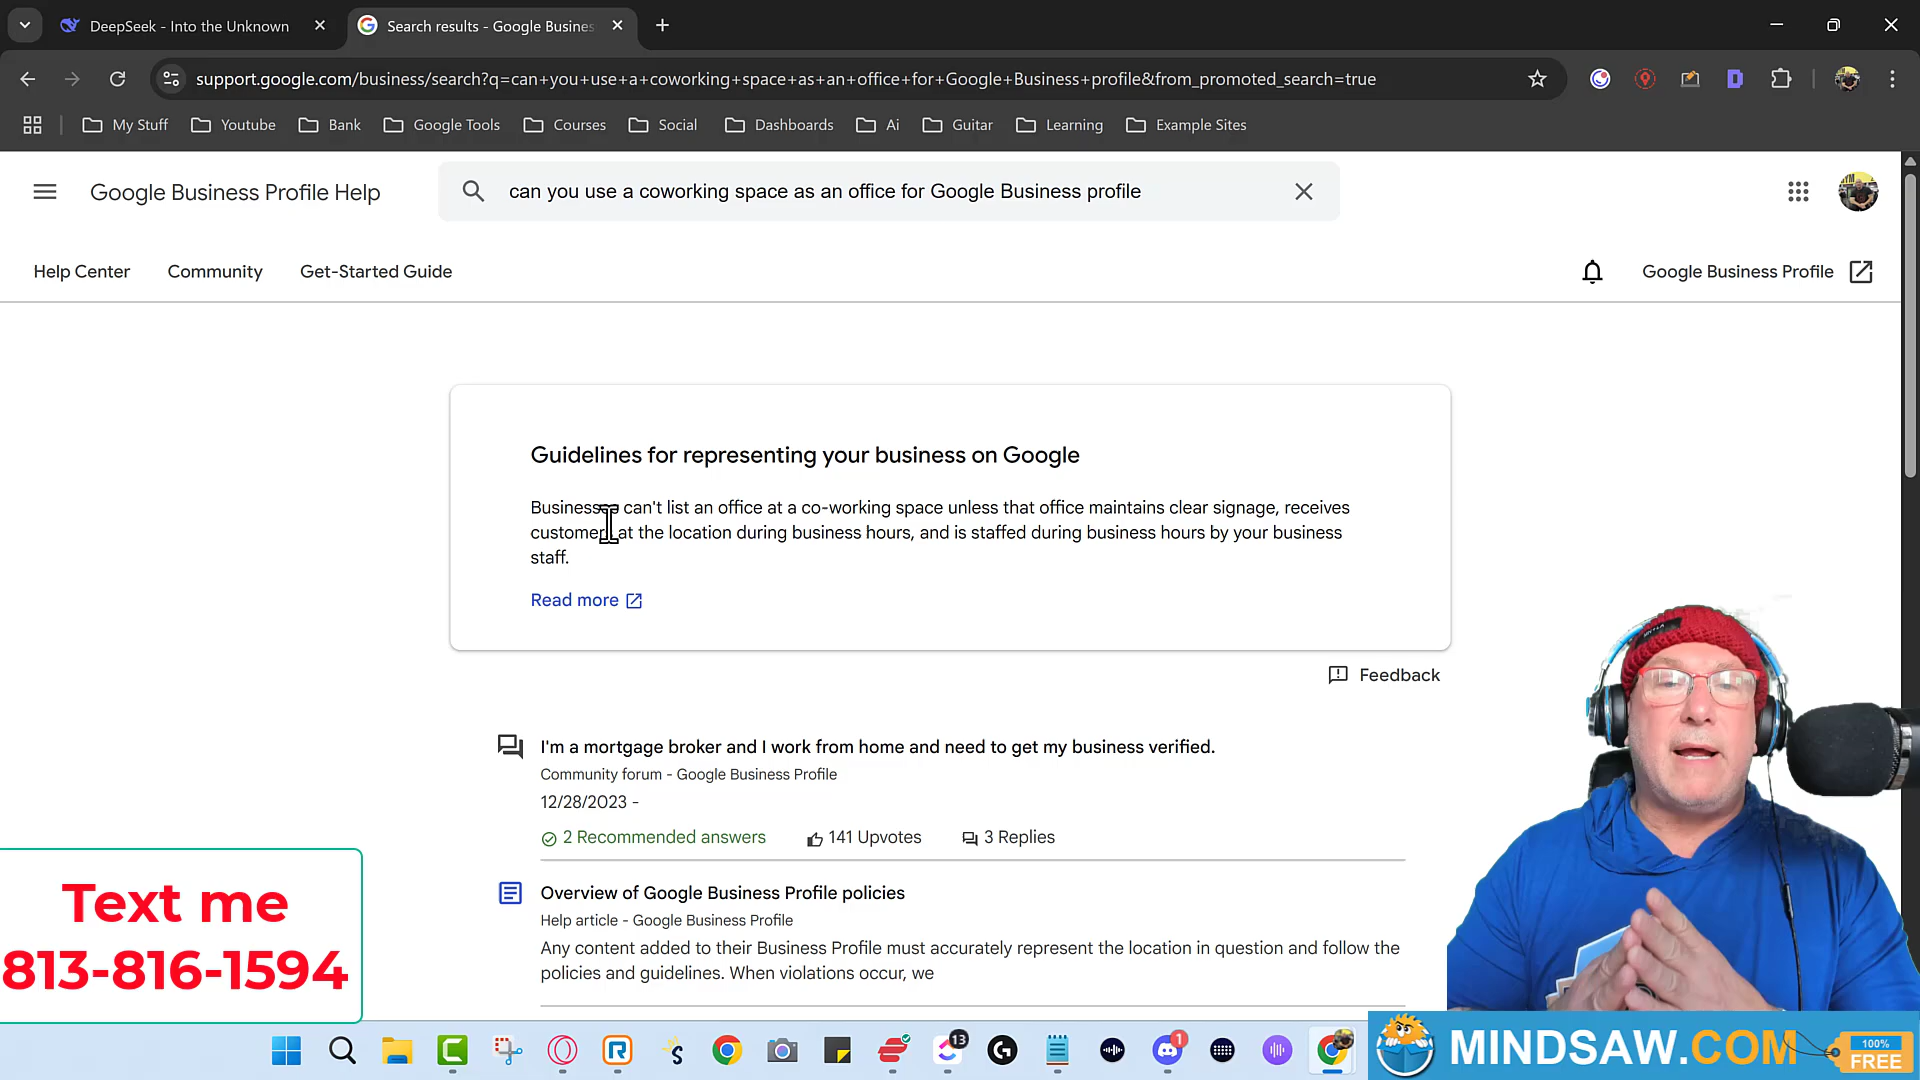 DeepSeek - Into the Unknown
Search results - Google Busines
support.google.com/business/search?q=can+you+use+a+coworking+space+as+an+office+for+Google+Business+profile&from_promoted_search=true
My Stuff
Youtube
Bank
Google Tools
Courses
Social
Dashboards
Ai
Guitar
Learning
Example Sites
Google Business Profile Help
can you use a coworking space as an office for Google Business profile
Help Center
Community
Get-Started Guide
Google Business Profile
Guidelines for representing your business on Google
Businesses can't list an office at a co-working space unless that office maintains clear signage, receives
customers at the location during business hours, and is staffed during business hours by your business
staff.
Read more
Feedback
I'm a mortgage broker and I work from home and need to get my business verified.
Community forum - Google Business Profile
12/28/2023 -
2 Recommended answers
141 Upvotes
3 Replies
Overview of Google Business Profile policies
Help article - Google Business Profile
Any content added to their Business Profile must accurately represent the location in question and follow the
policies and guidelines. When violations occur, we
Text me
813-816-1594
13
1
MINDSAW.COM
100%
FREE